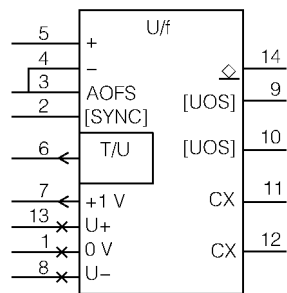 U/f
5 +
4 −
3 AOFS
2 [SYNC]
6 T/U
7 +1 V
13 U+
1 0 V
8 U−
14
[UOS] 9
[UOS] 10
CX 11
CX 12